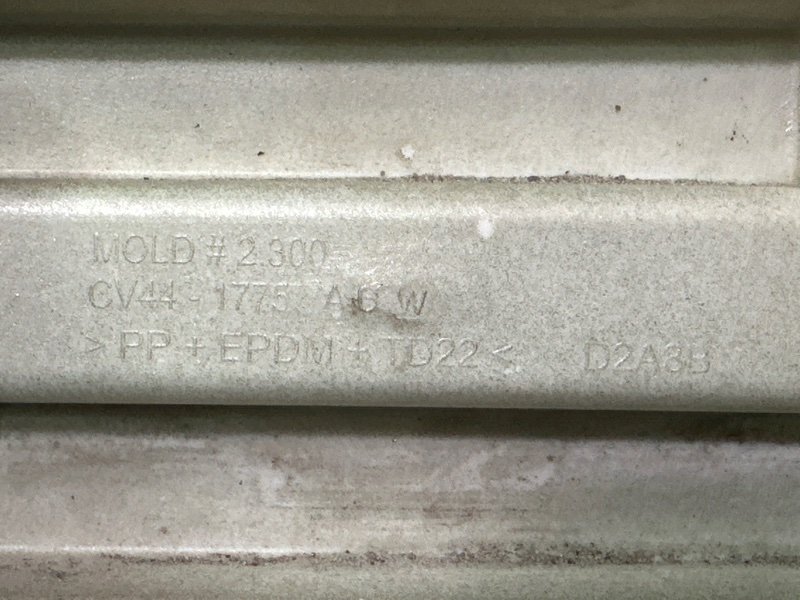 MOLD # 2.300
CV44 - 17757 A D W
> PP + EPDM + TD22 < D2A3B